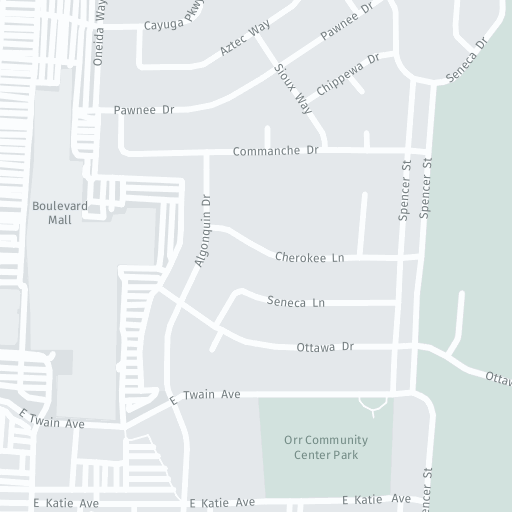 Cayuga Pkwy
Oneida Way
Aztec Way
Pawnee Dr
Seneca Dr
Sioux Way
Chippewa Dr
Pawnee Dr
Commanche Dr
Spencer St
Spencer St
Boulevard
Mall
Algonquin Dr
Cherokee Ln
Seneca Ln
Ottawa Dr
Ottaw
E Twain Ave
E Twain Ave
Orr Community
Center Park
encer St
E Katie Ave
E Katie Ave
E Katie Ave